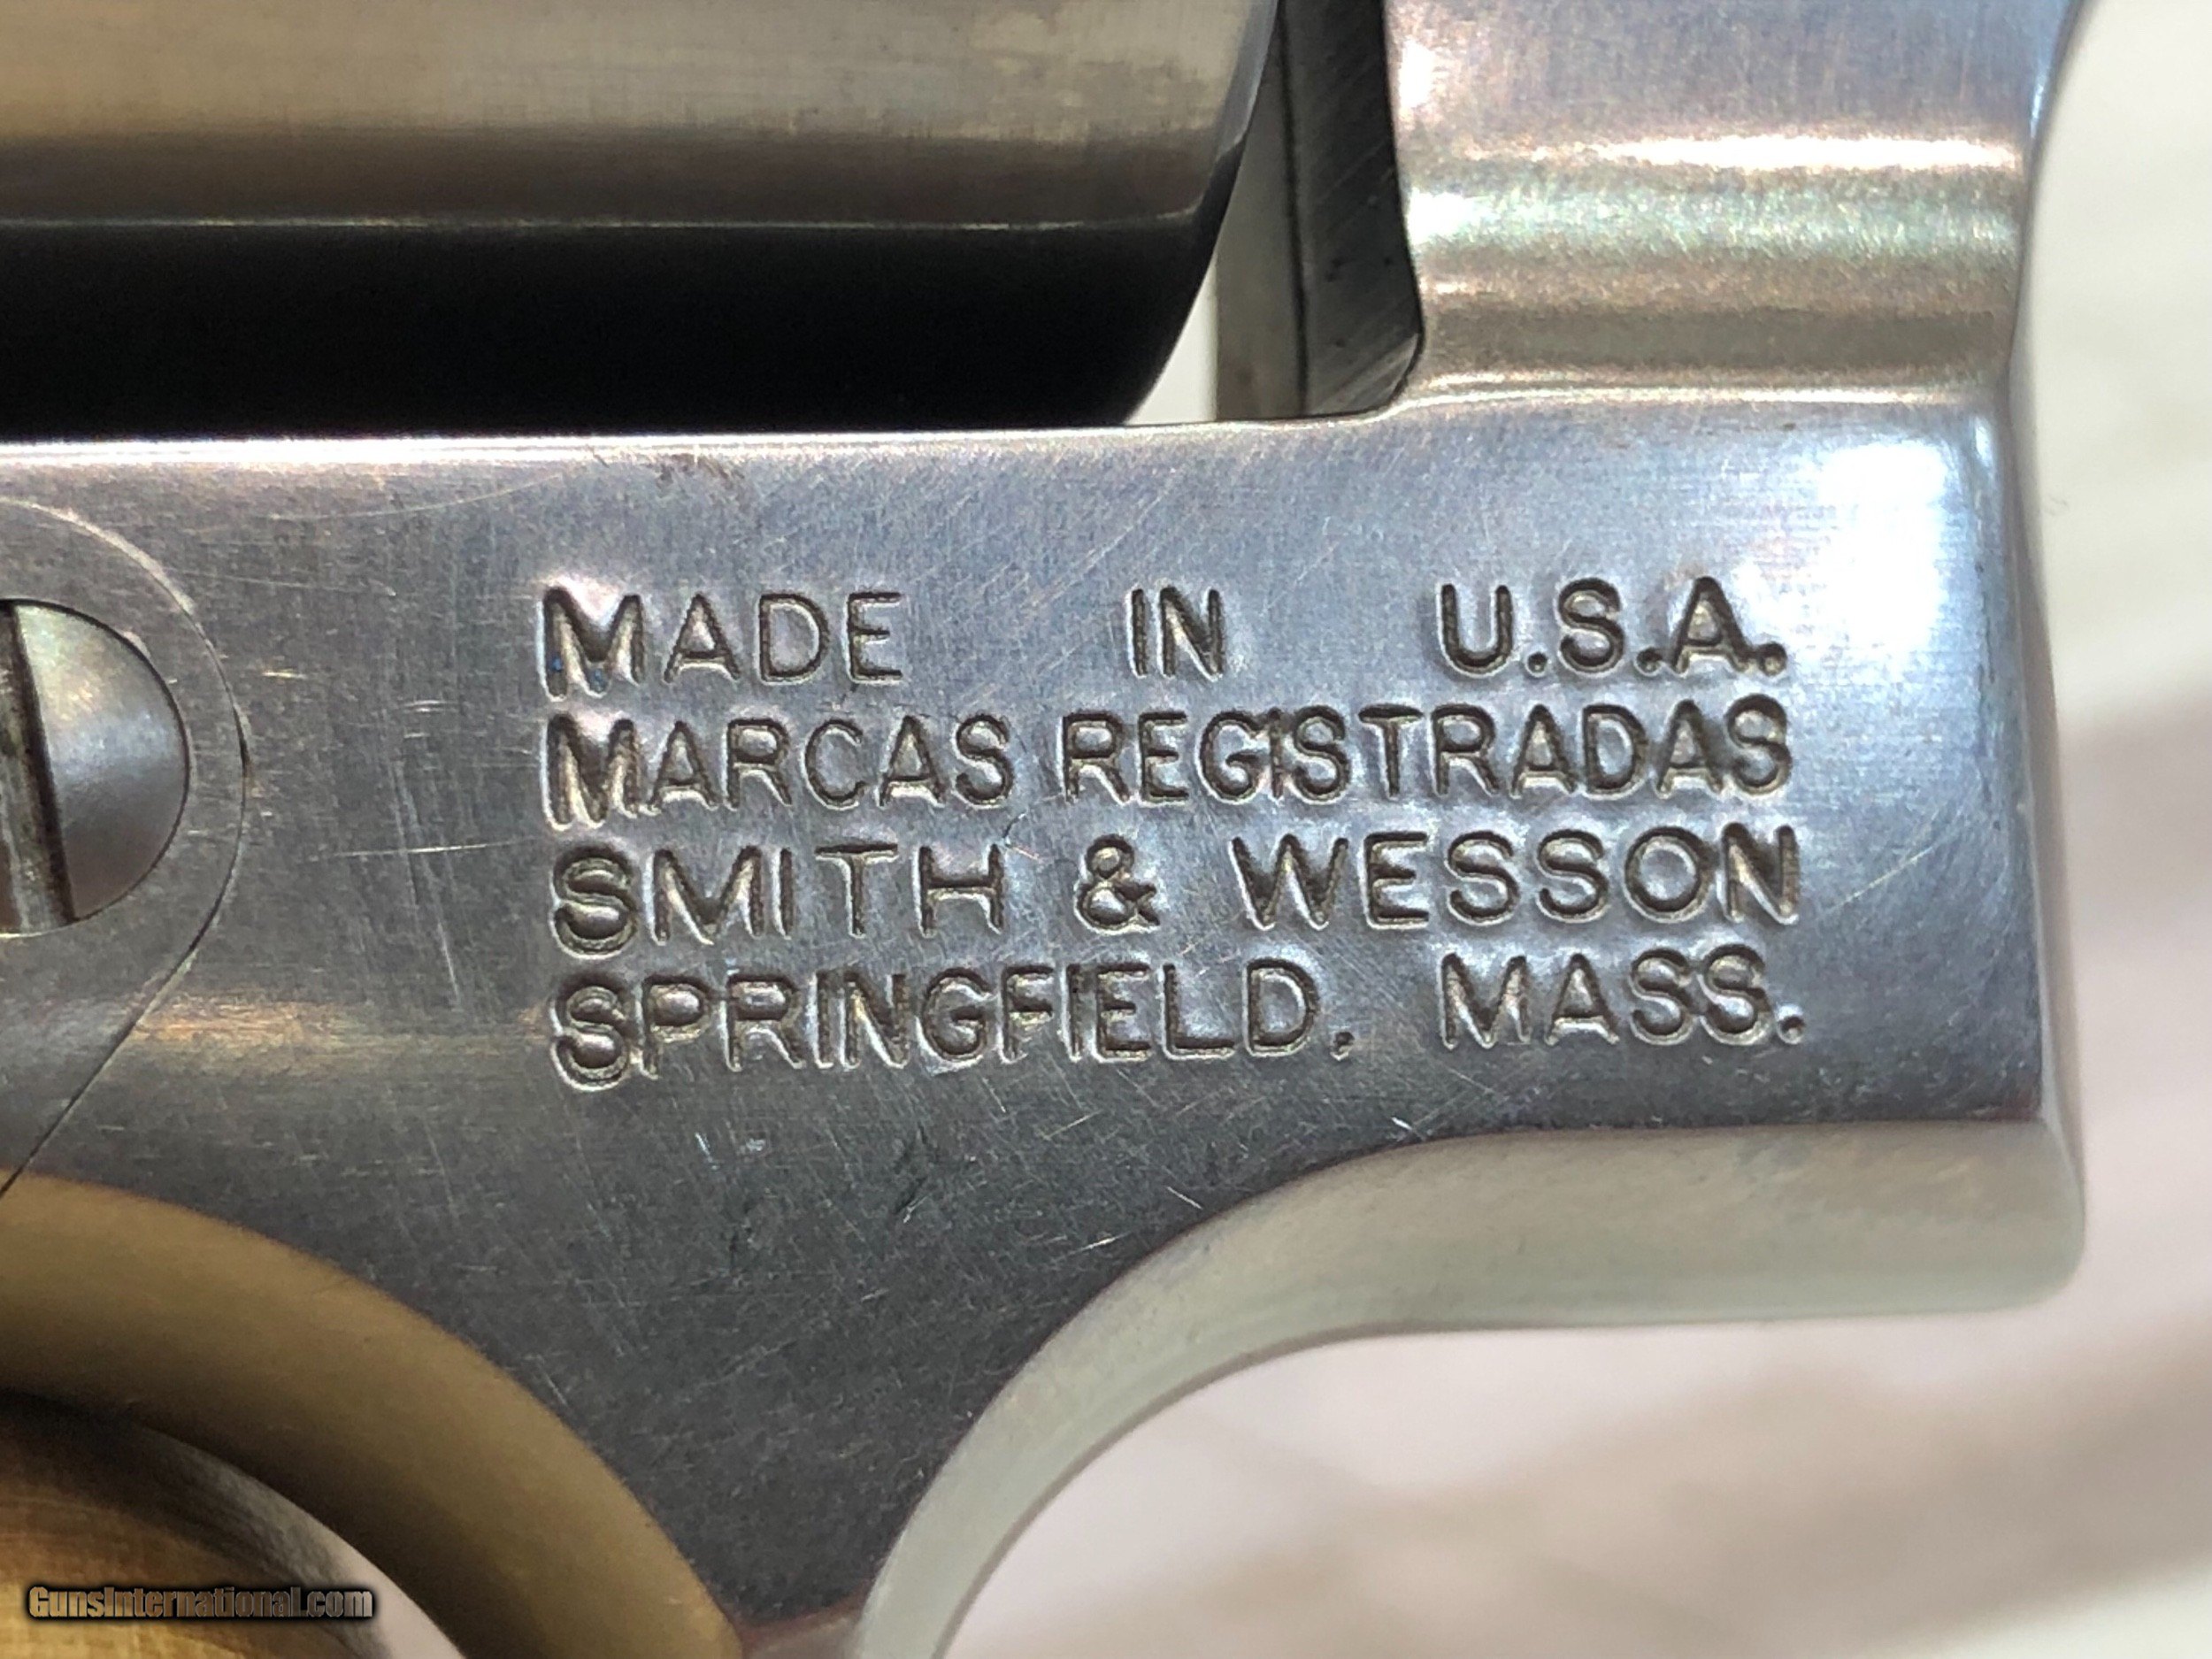 MADE IN U.S.A.
MARCAS REGISTRADAS
SMITH & WESSON
SPRINGFIELD, MASS.
GunsInternational.com